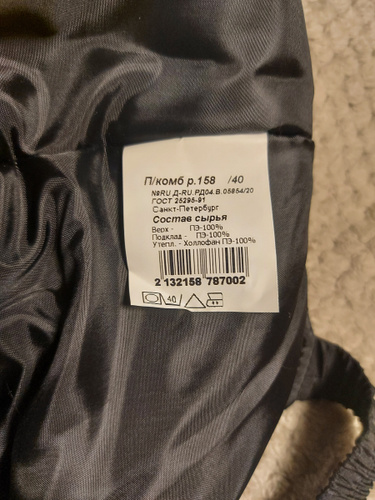 П/комб р.158 /40
№RU Д-RU.РД04.В.05854/20
ГОСТ 25295-91
Санкт-Петербург
Состав сырья
Верх - ПЭ-100%
Подклад - ПЭ-100%
Утепл. - Холлофан ПЭ-100%
2 132158 787002
40